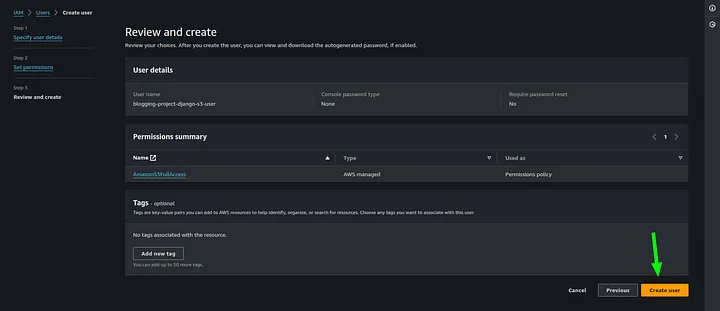 IAM > Users > Create user
Step 1
Specify user details
Step 2
Set permissions
Step 3
Review and create
Review and create
Review your choices. After you create the user, you can view and download the autogenerated password, if enabled.
User details
User name
blogging-project-django-s3-user
Console password type
None
Require password reset
No
Permissions summary
1
Name
Type
Used as
AmazonS3FullAccess
AWS managed
Permissions policy
Tags - optional
Tags are key-value pairs you can add to AWS resources to help identify, organize, or search for resources. Choose any tags you want to associate with this user.
No tags associated with the resource.
Add new tag
You can add up to 50 more tags.
Cancel
Previous
Create user